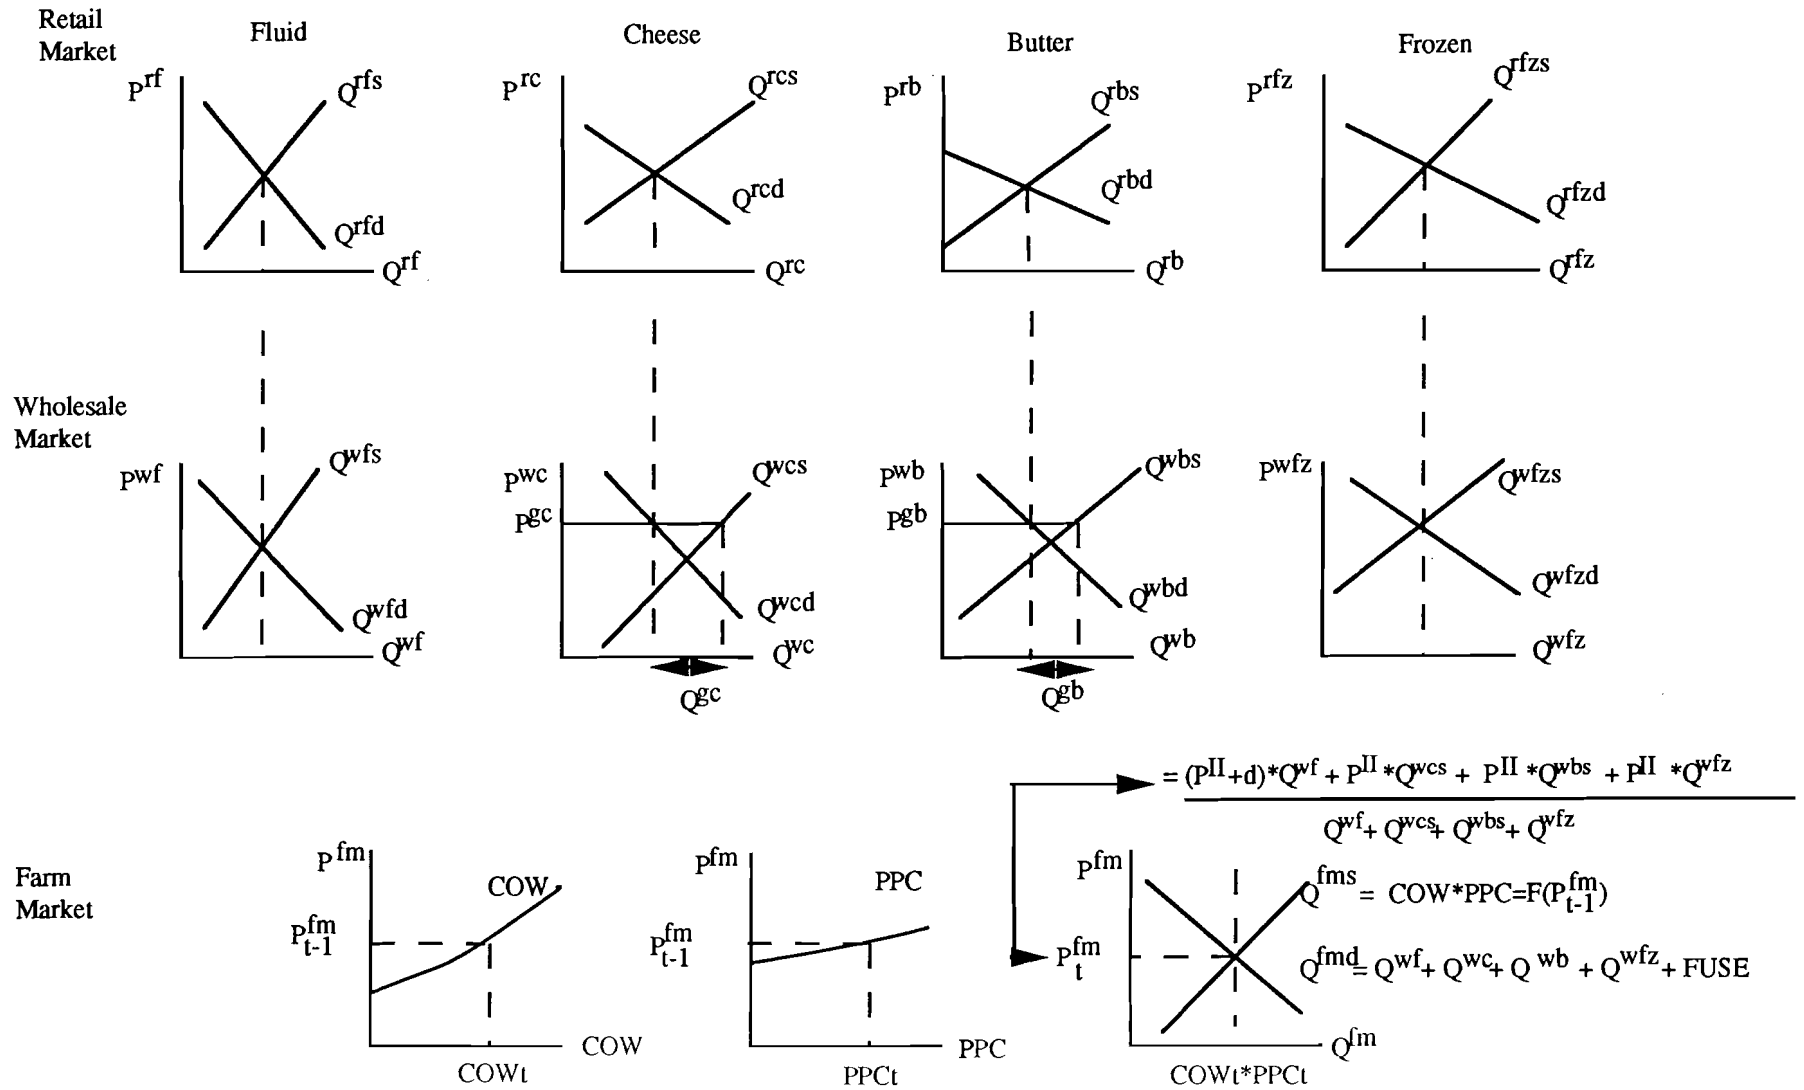 Retail
Market
Fluid
Cheese
Butter
Frozen
P^rf
Q^rfs
Q^rfd
Q^rf
P^rc
Q^rcs
Q^rcd
Q^rc
P^rb
Q^rbs
Q^rbd
Q^rb
P^rfz
Q^rfzs
Q^rfzd
Q^rfz
Wholesale
Market
P^wf
Q^wfs
Q^wfd
Q^wf
P^wc
P^gc
Q^wcs
Q^wcd
Q^wc
Q^gc
P^wb
P^gb
Q^wbs
Q^wbd
Q^wb
Q^gb
P^wfz
Q^wfzs
Q^wfzd
Q^wfz
= (P^II+d)*Q^wf + P^II *Q^wcs + P^II *Q^wbs + P^II *Q^wfz
Q^wf + Q^wcs + Q^wbs + Q^wfz
Farm
Market
P^fm
COW
P^fm_t-1
COW
COWt
P^fm
PPC
P^fm_t-1
PPC
PPCt
P^fm
Q^fms = COW*PPC=F(P^fm_t-1)
P^fm_t
Q^fmd = Q^wf + Q^wc + Q^wb + Q^wfz + FUSE
Q^fm
COWt*PPCt